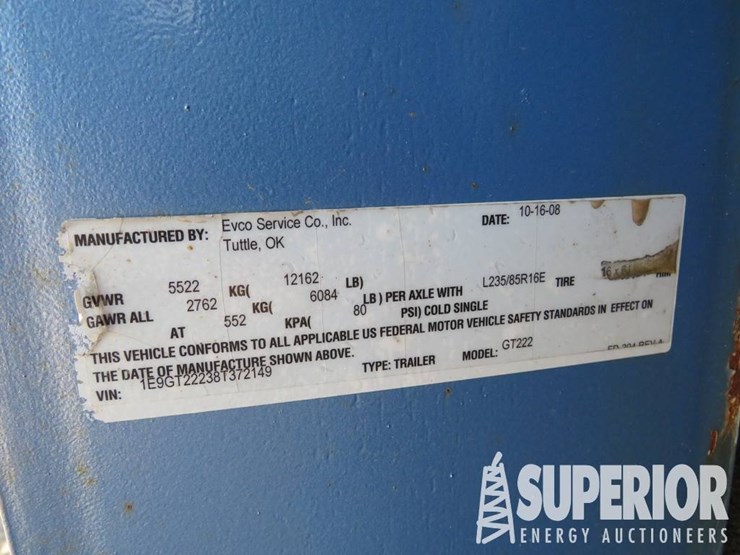 MANUFACTURED BY: Evco Service Co., Inc. DATE: 10-16-08
Tuttle, OK
GVWR 5522 KG( 12162 LB)
GAWR ALL 2762 KG( 6084 LB ) PER AXLE WITH L235/85R16E TIRE
AT 552 KPA( 80 PSI) COLD SINGLE
THIS VEHICLE CONFORMS TO ALL APPLICABLE US FEDERAL MOTOR VEHICLE SAFETY STANDARDS IN EFFECT ON
THE DATE OF MANUFACTURE SHOWN ABOVE.
VIN: 1E9GT22238T372149 TYPE: TRAILER MODEL: GT222
SUPERIOR
ENERGY AUCTIONEERS